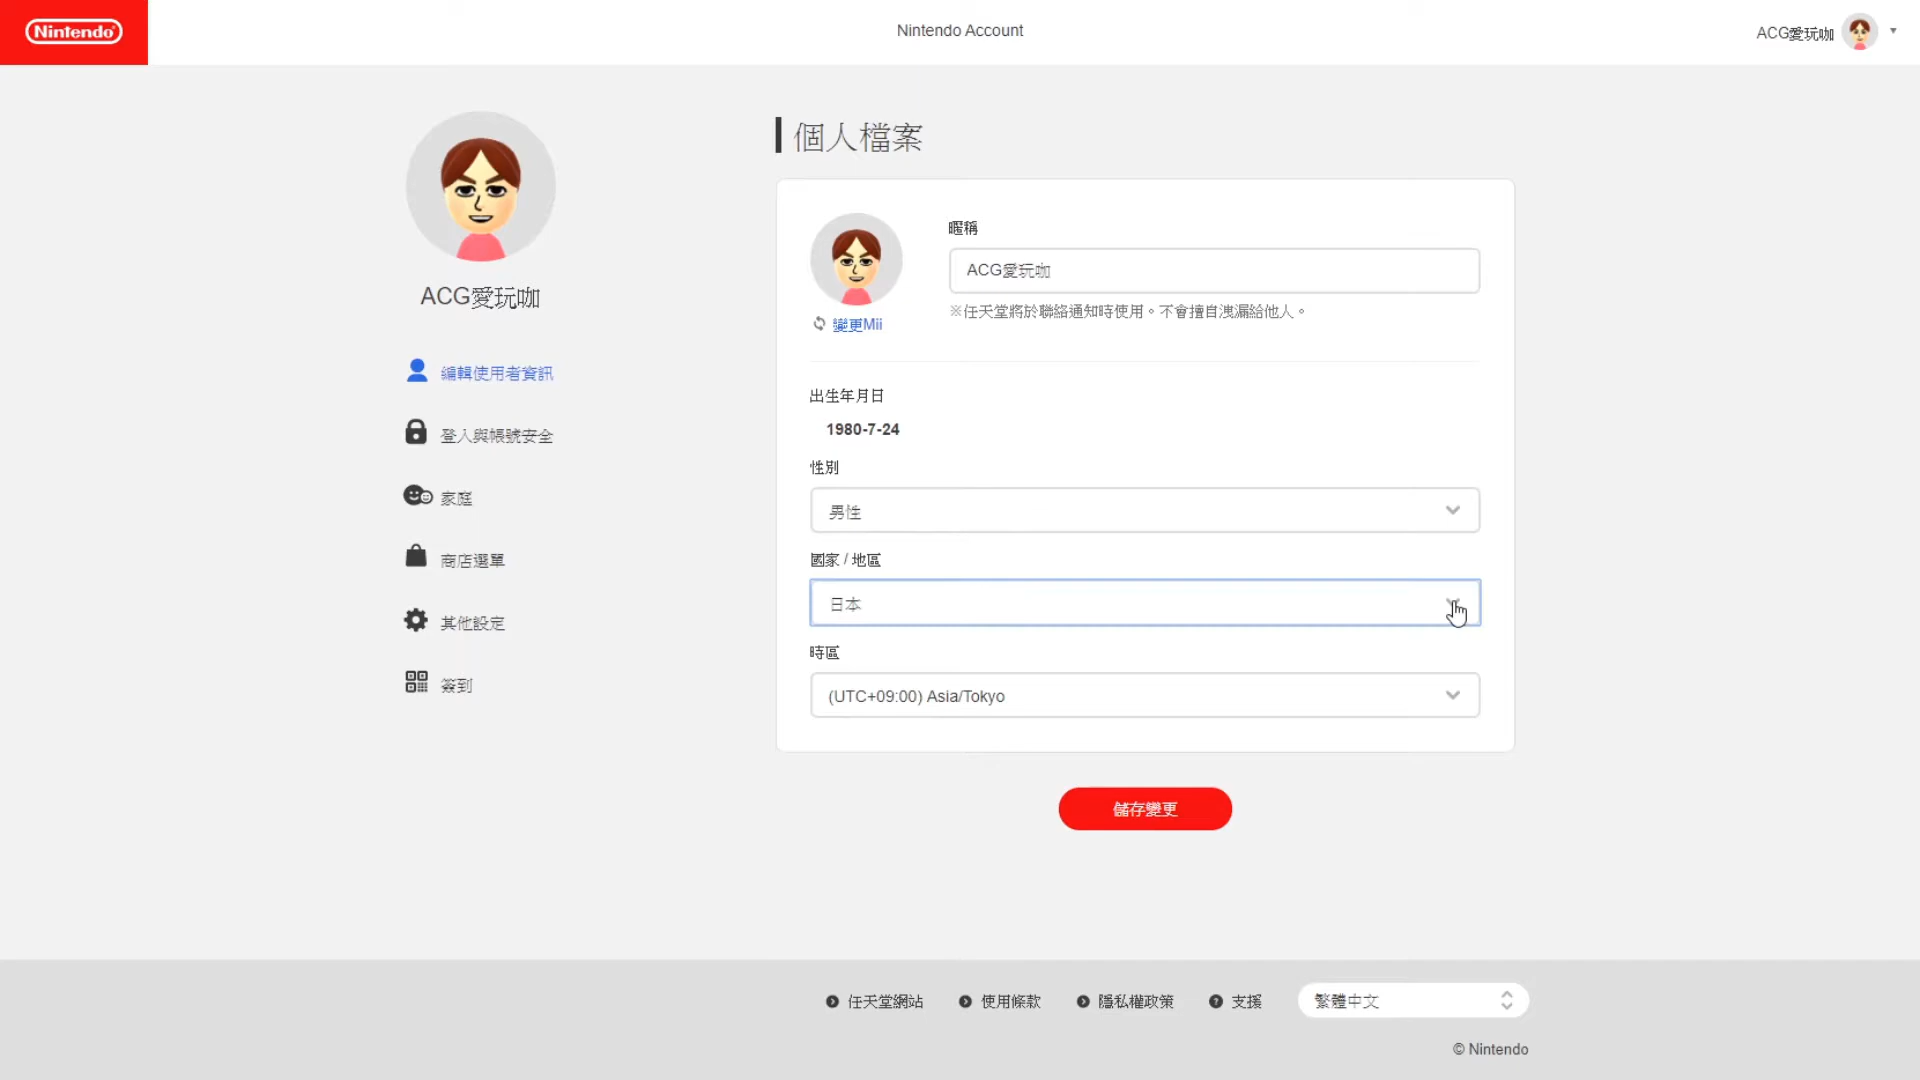 Nintendo
Nintendo Account
ACG愛玩咖
ACG愛玩咖
編輯使用者資訊
登入與帳號安全
家庭
商店選單
其他設定
簽到
個人檔案
變更Mii
暱稱
ACG愛玩咖
※任天堂將於聯絡通知時使用。不會擅自洩漏給他人。
出生年月日
1980-7-24
性別
男性
國家 / 地區
日本
時區
(UTC+09:00) Asia/Tokyo
儲存變更
任天堂網站
使用條款
隱私權政策
支援
繁體中文
© Nintendo